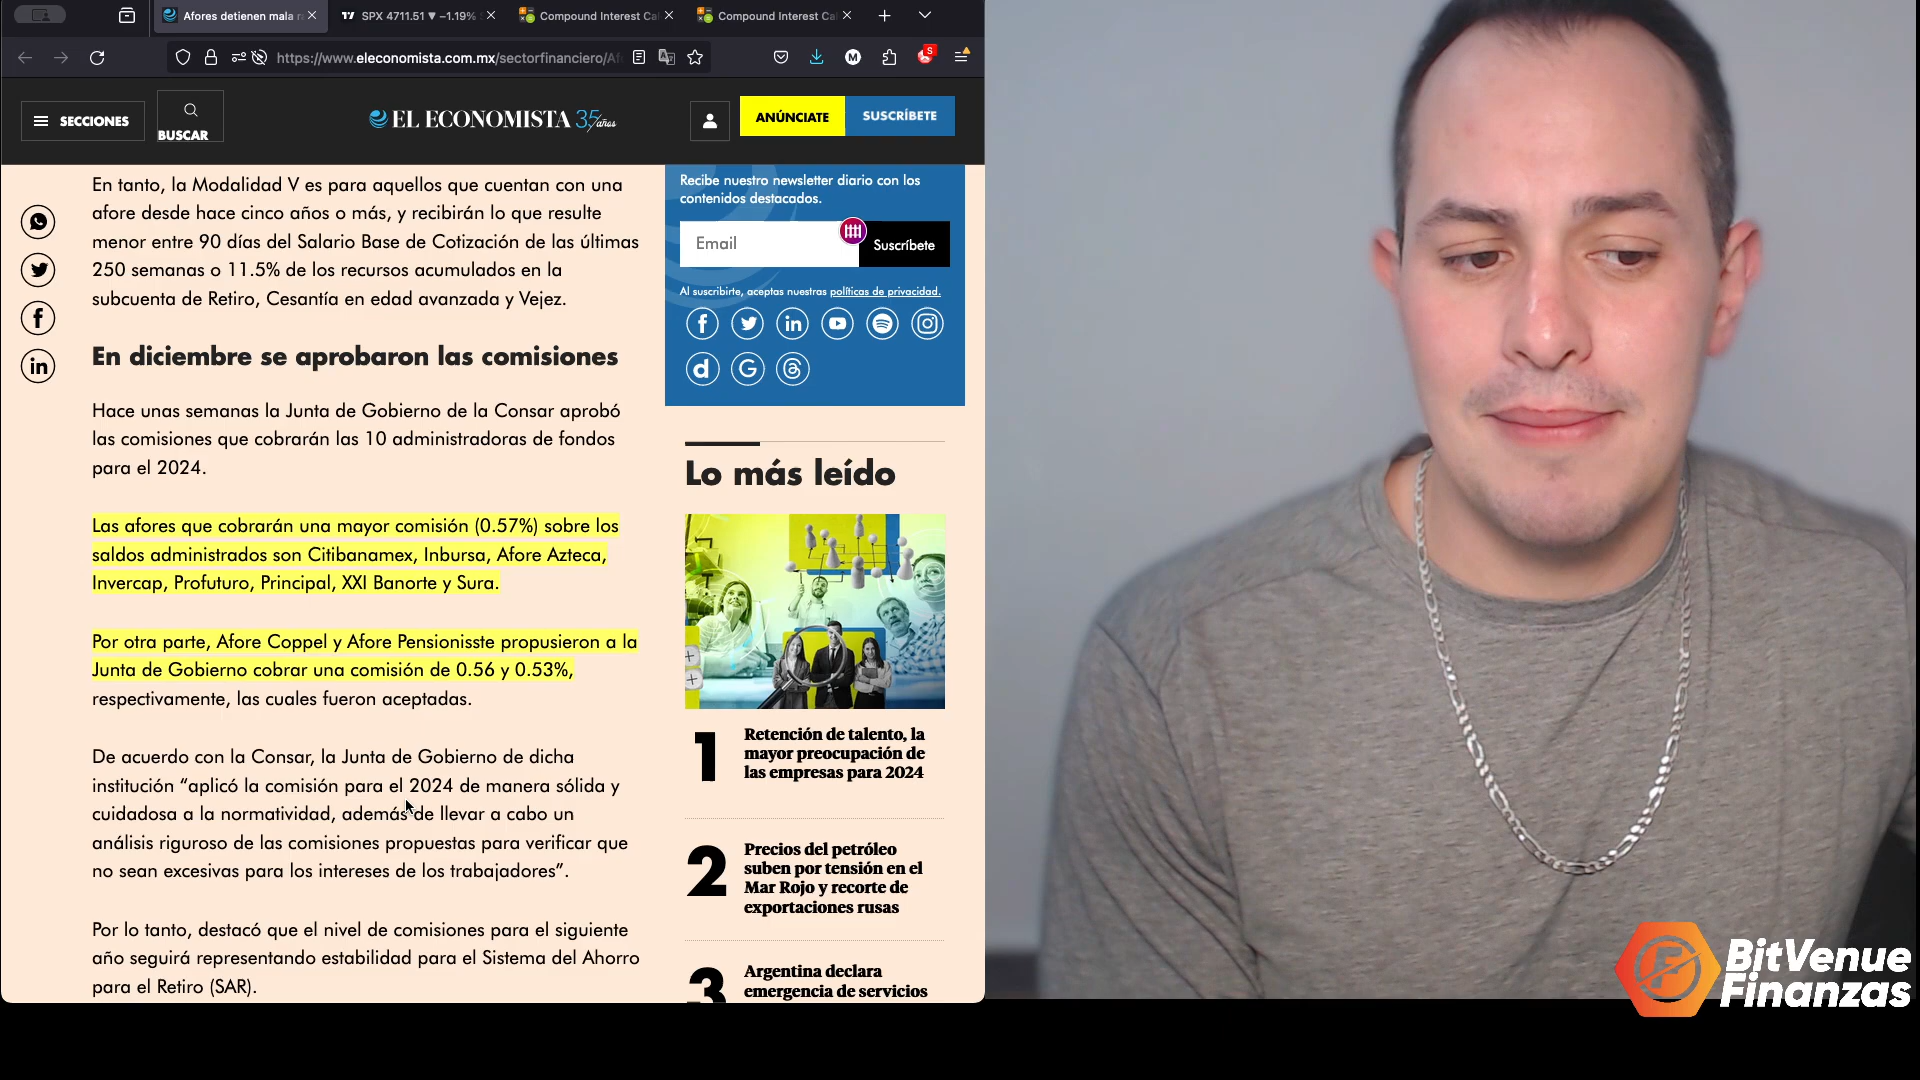 Afores detienen mala r
SPX 4711.51 ▼ −1.19%
Compound Interest Ca
Compound Interest Ca
https://www.eleconomista.com.mx/sectorfinanciero/Af
M
S
SECCIONES
BUSCAR
EL ECONOMISTA 35 años
ANÚNCIATE
SUSCRÍBETE
En tanto, la Modalidad V es para aquellos que cuentan con una
afore desde hace cinco años o más, y recibirán lo que resulte
menor entre 90 días del Salario Base de Cotización de las últimas
250 semanas o 11.5% de los recursos acumulados en la
subcuenta de Retiro, Cesantía en edad avanzada y Vejez.
En diciembre se aprobaron las comisiones
Hace unas semanas la Junta de Gobierno de la Consar aprobó
las comisiones que cobrarán las 10 administradoras de fondos
para el 2024.
Las afores que cobrarán una mayor comisión (0.57%) sobre los
saldos administrados son Citibanamex, Inbursa, Afore Azteca,
Invercap, Profuturo, Principal, XXI Banorte y Sura.
Por otra parte, Afore Coppel y Afore Pensionisste propusieron a la
Junta de Gobierno cobrar una comisión de 0.56 y 0.53%,
respectivamente, las cuales fueron aceptadas.
De acuerdo con la Consar, la Junta de Gobierno de dicha
institución “aplicó la comisión para el 2024 de manera sólida y
cuidadosa a la normatividad, además de llevar a cabo un
análisis riguroso de las comisiones propuestas para verificar que
no sean excesivas para los intereses de los trabajadores”.
Por lo tanto, destacó que el nivel de comisiones para el siguiente
año seguirá representando estabilidad para el Sistema del Ahorro
para el Retiro (SAR).
Recibe nuestro newsletter diario con los
contenidos destacados.
Email
Suscríbete
Al suscribirte, aceptas nuestras políticas de privacidad.
Lo más leído
1
Retención de talento, la
mayor preocupación de
las empresas para 2024
2
Precios del petróleo
suben por tensión en el
Mar Rojo y recorte de
exportaciones rusas
3
Argentina declara
emergencia de servicios
BitVenue
Finanzas